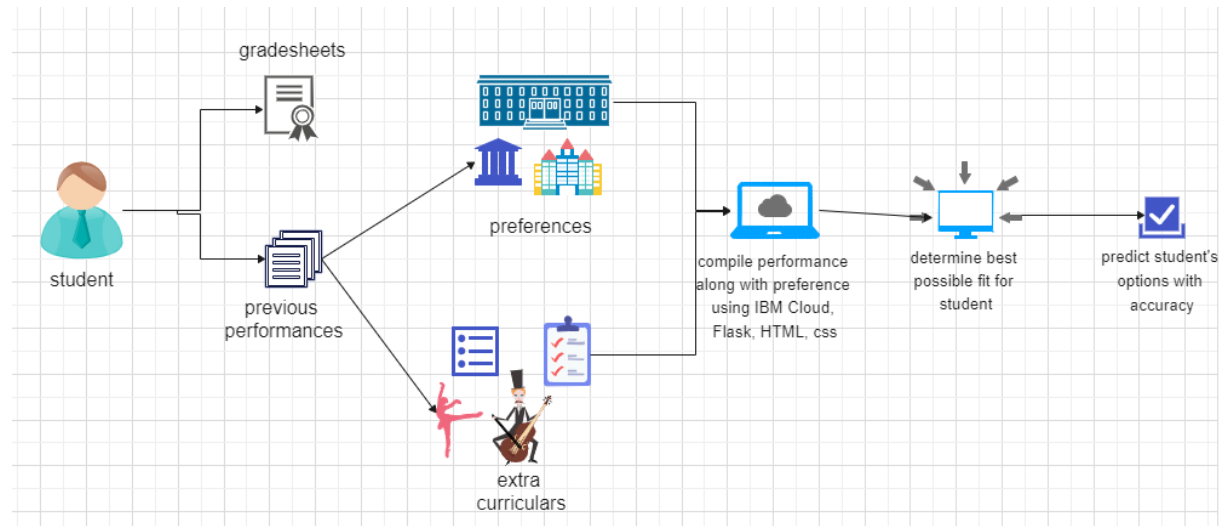 gradesheets
student
previous
performances
preferences
extra
curriculars
compile performance
along with preference
using IBM Cloud,
Flask, HTML, css
determine best
possible fit for
student
predict student's
options with
accuracy